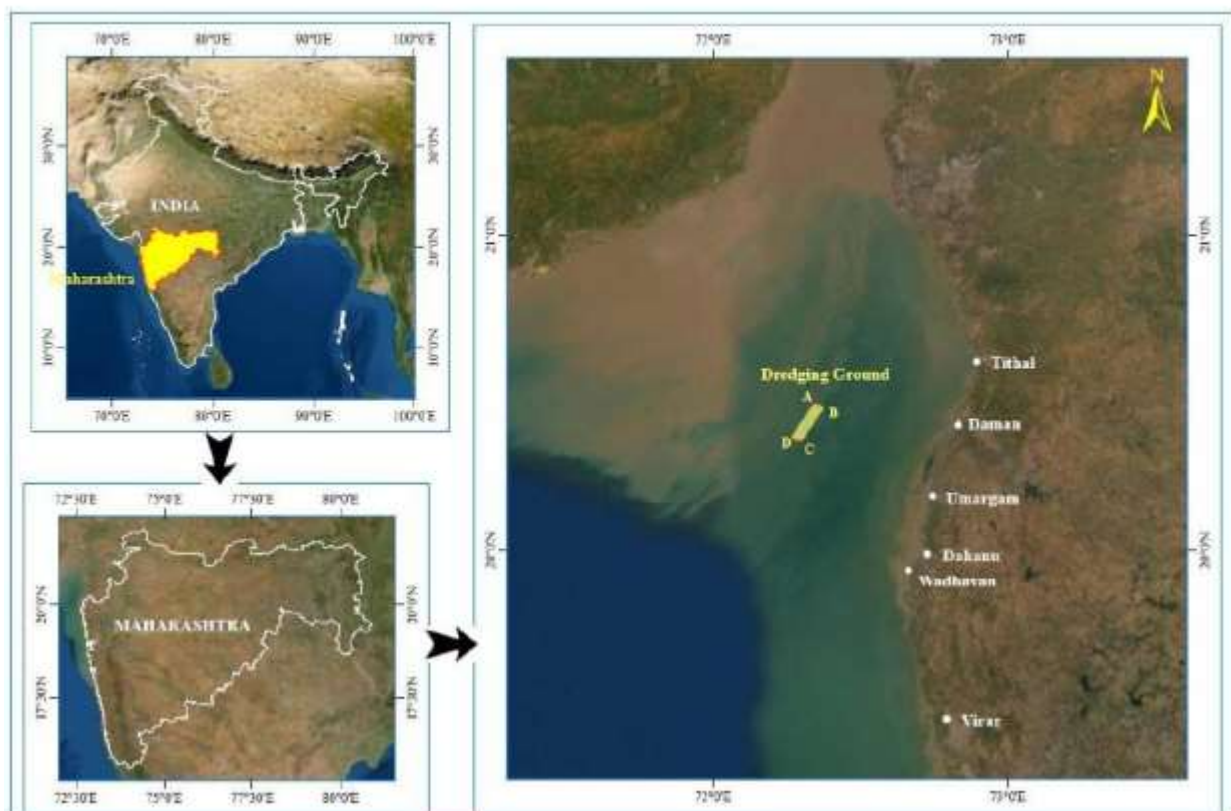 70°0'E 80°0'E 90°0'E 100°0'E
30°0'N 30°0'N
INDIA
20°0'N 20°0'N
Maharashtra
10°0'N 10°0'N
70°0'E 80°0'E 90°0'E 100°0'E
72°30'E 75°0'E 77°30'E 80°0'E
20°0'N 20°0'N
MAHARASHTRA
17°30'N 17°30'N
72°30'E 75°0'E 77°30'E 80°0'E
72°0'E 73°0'E
N
21°0'N 21°0'N
Tithal
Dredging Ground
A
B
Daman
D
C
Umargam
20°0'N 20°0'N
Dahanu
Wadhavan
Virar
72°0'E 73°0'E